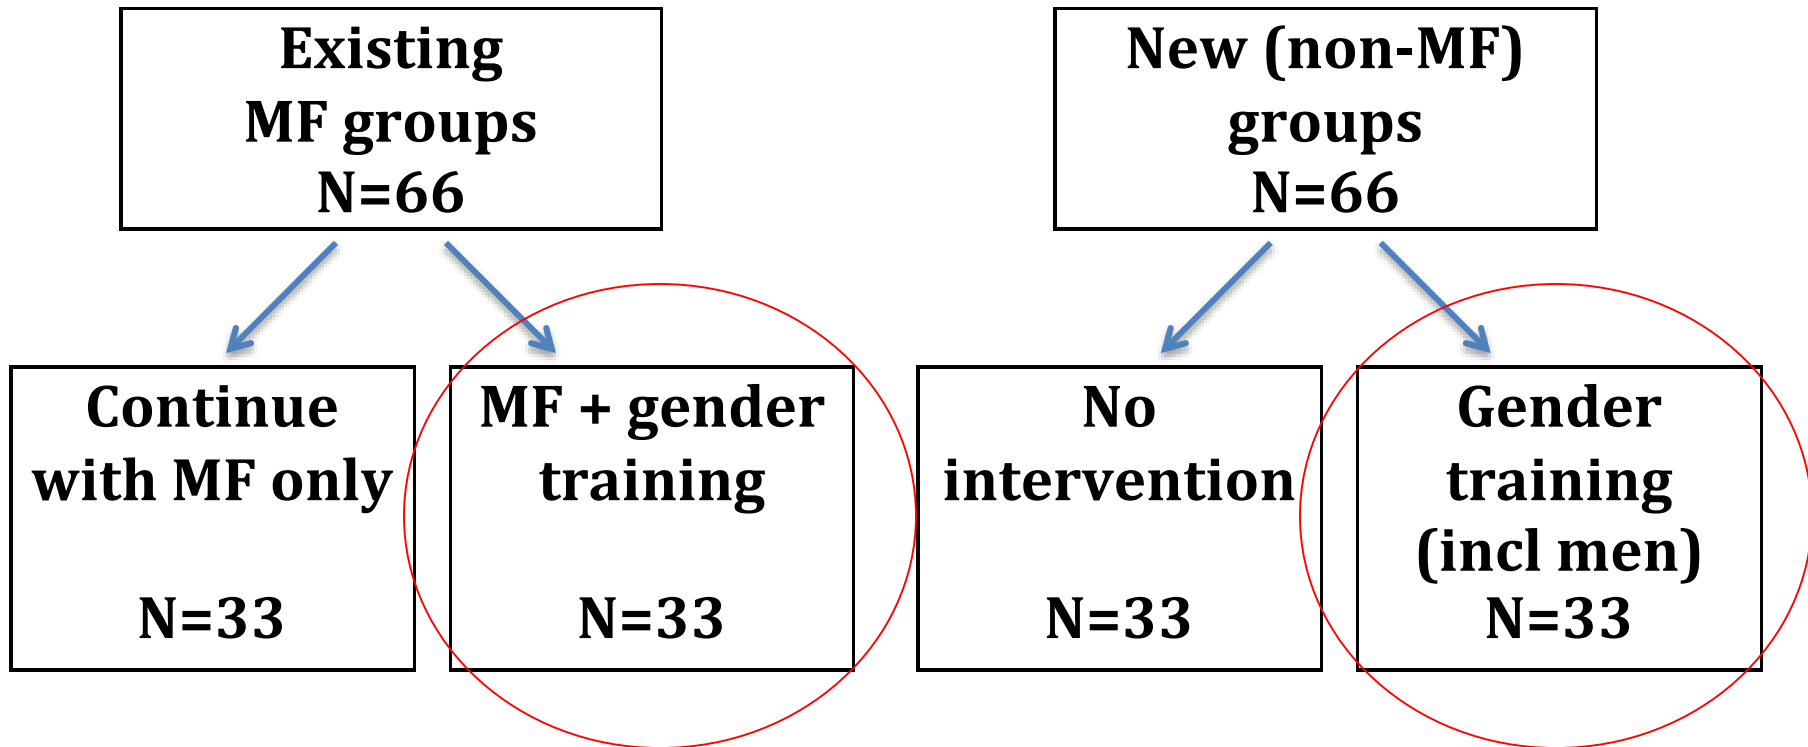 Existing
MF groups
N=66
New (non-MF)
groups
N=66
Continue
with MF only
N=33
MF + gender
training
N=33
No
intervention
N=33
Gender
training
(incl men)
N=33